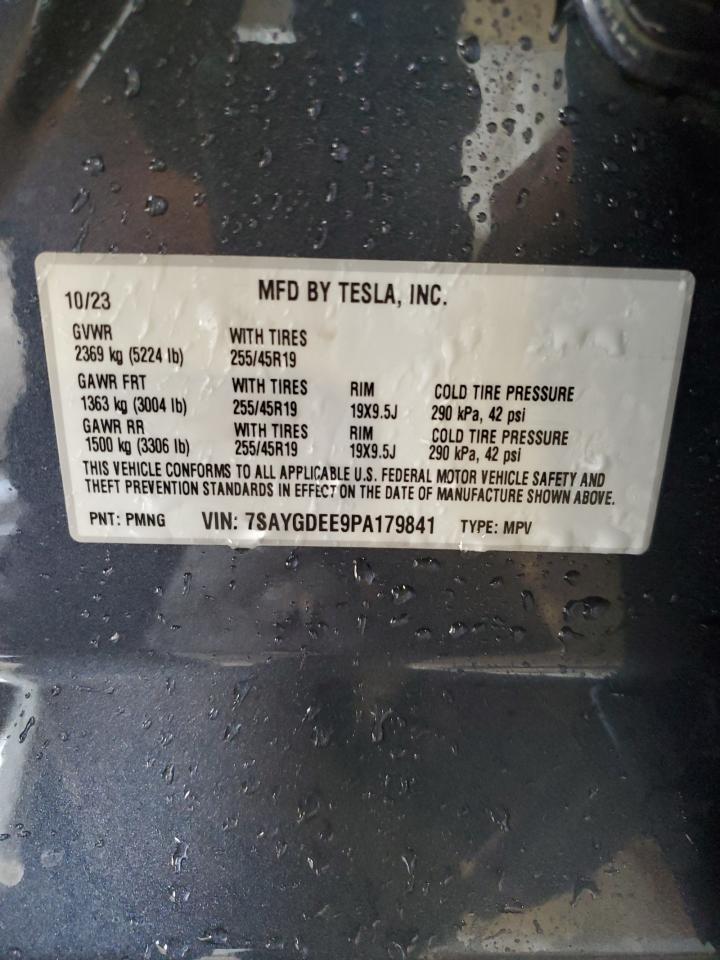 10/23 MFD BY TESLA, INC.
GVWR WITH TIRES
2369 kg (5224 lb) 255/45R19
GAWR FRT WITH TIRES RIM COLD TIRE PRESSURE
1363 kg (3004 lb) 255/45R19 19X9.5J 290 kPa, 42 psi
GAWR RR WITH TIRES RIM COLD TIRE PRESSURE
1500 kg (3306 lb) 255/45R19 19X9.5J 290 kPa, 42 psi
THIS VEHICLE CONFORMS TO ALL APPLICABLE U.S. FEDERAL MOTOR VEHICLE SAFETY AND
THEFT PREVENTION STANDARDS IN EFFECT ON THE DATE OF MANUFACTURE SHOWN ABOVE.
PNT: PMNG VIN: 7SAYGDEE9PA179841 TYPE: MPV